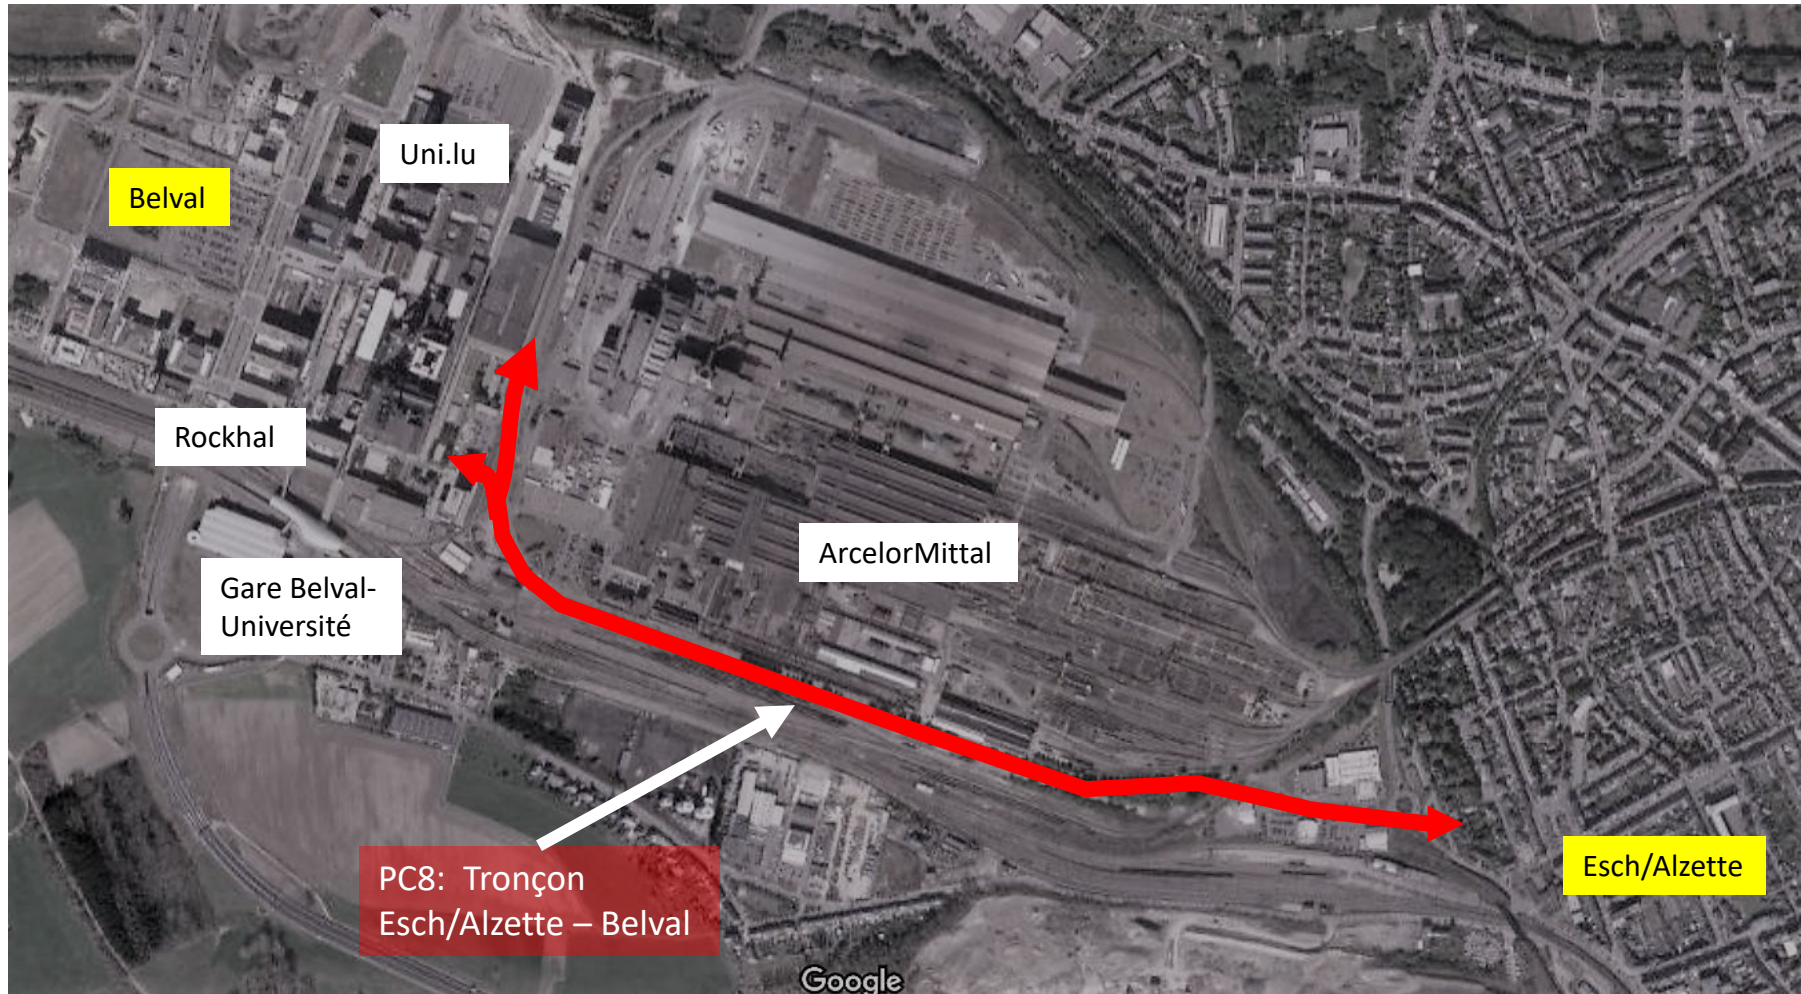 Uni.lu
Belval
Rockhal
ArcelorMittal
Gare Belval-
Université
Esch/Alzette
PC8:  Tronçon
Esch/Alzette – Belval
Google